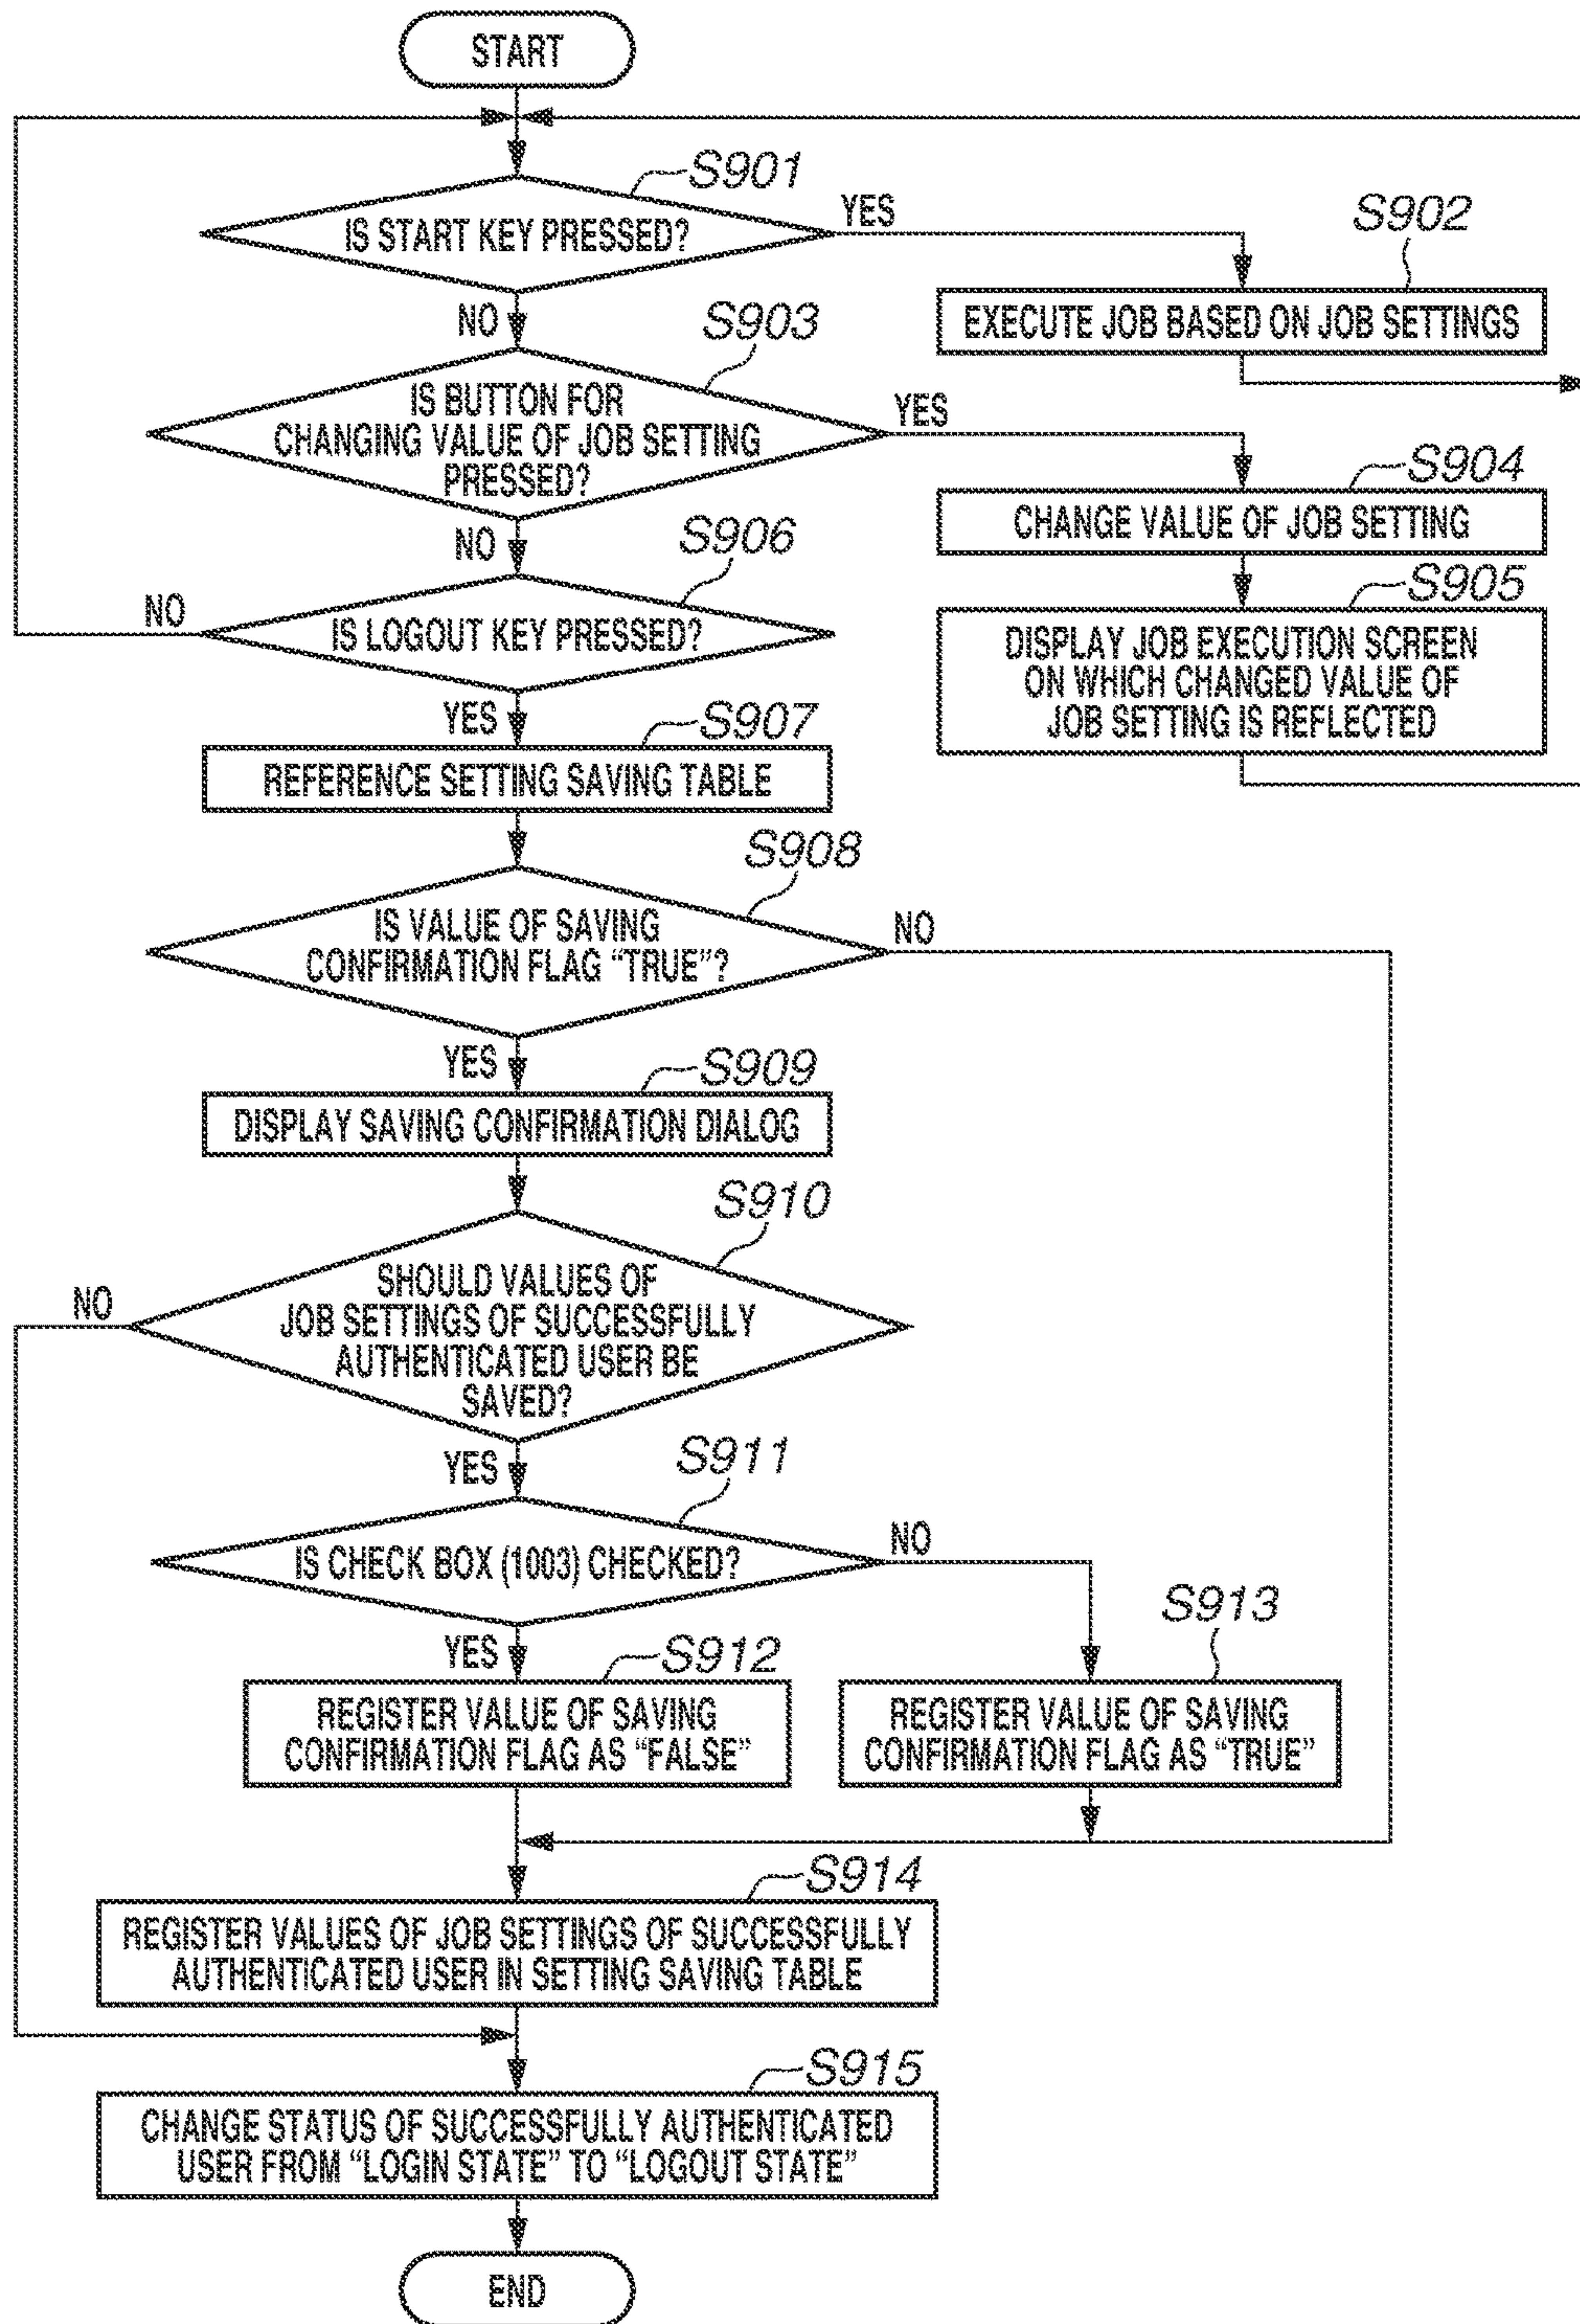 START
S901
IS START KEY PRESSED?
YES
NO
S902
EXECUTE JOB BASED ON JOB SETTINGS
S903
IS BUTTON FOR
CHANGING VALUE OF JOB SETTING
PRESSED?
YES
NO
S904
CHANGE VALUE OF JOB SETTING
S905
DISPLAY JOB EXECUTION SCREEN
ON WHICH CHANGED VALUE OF
JOB SETTING IS REFLECTED
S906
IS LOGOUT KEY PRESSED?
NO
YES
S907
REFERENCE SETTING SAVING TABLE
S908
IS VALUE OF SAVING
CONFIRMATION FLAG “TRUE”?
NO
YES
S909
DISPLAY SAVING CONFIRMATION DIALOG
S910
SHOULD VALUES OF
JOB SETTINGS OF SUCCESSFULLY
AUTHENTICATED USER BE
SAVED?
NO
YES
S911
IS CHECK BOX (1003) CHECKED?
NO
YES
S912
REGISTER VALUE OF SAVING
CONFIRMATION FLAG AS “FALSE”
S913
REGISTER VALUE OF SAVING
CONFIRMATION FLAG AS “TRUE”
S914
REGISTER VALUES OF JOB SETTINGS OF SUCCESSFULLY
AUTHENTICATED USER IN SETTING SAVING TABLE
S915
CHANGE STATUS OF SUCCESSFULLY AUTHENTICATED
USER FROM “LOGIN STATE” TO “LOGOUT STATE”
END